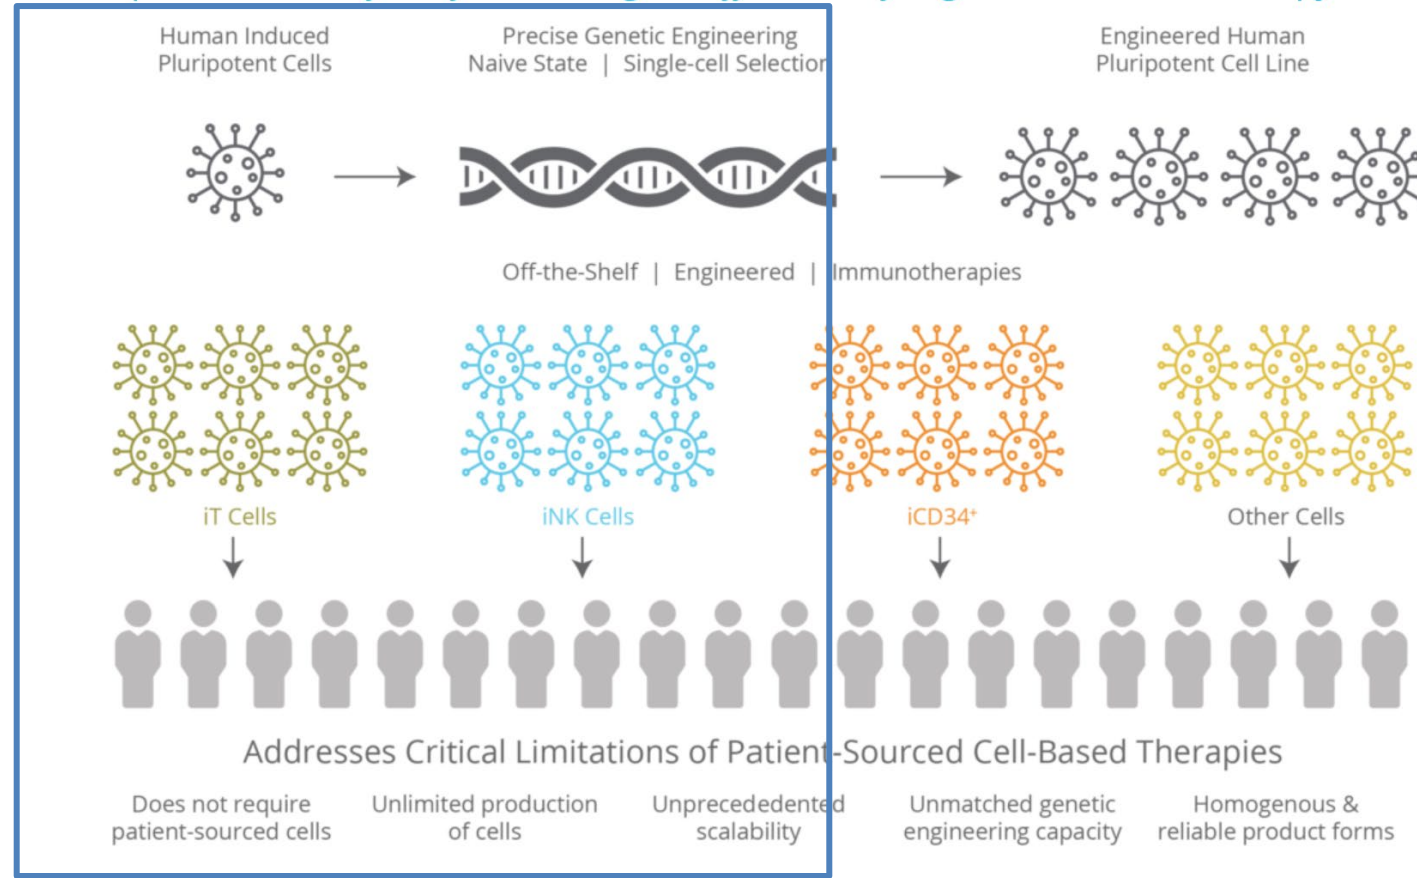 Human Induced
Pluripotent Cells
Precise Genetic Engineering
Naive State | Single-cell Selection
Engineered Human
Pluripotent Cell Line
Off-the-Shelf | Engineered | Immunotherapies
iT Cells
iNK Cells
iCD34+
Other Cells
Addresses Critical Limitations of Patient-Sourced Cell-Based Therapies
Does not require
patient-sourced cells
Unlimited production
of cells
Unprecededented
scalability
Unmatched genetic
engineering capacity
Homogenous &
reliable product forms